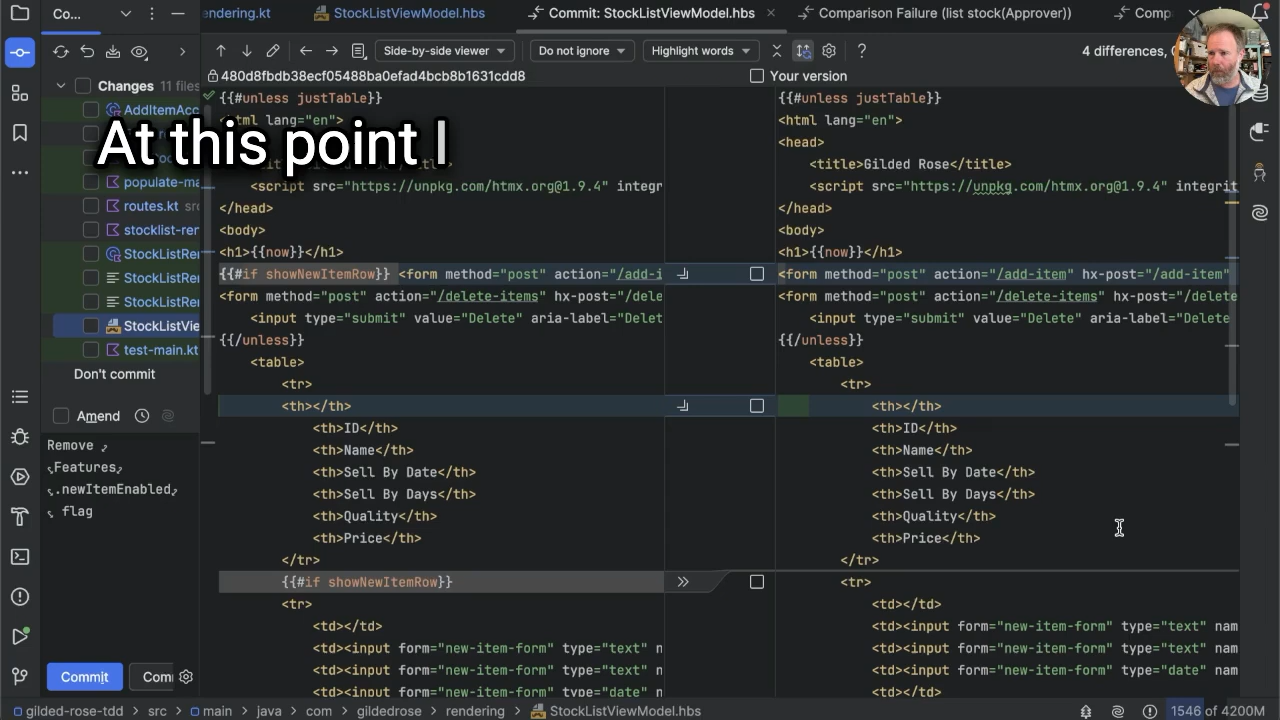 Co...
endering.kt
StockListViewModel.kt
Commit: StockListViewModel.hbs
Comparison Failure (list stock(Approver))
Comp
Side-by-side viewer
Do not ignore
Highlight words
?
4 differences,
480d8fbdb38ecf05488ba0efad4bcb8b1631cdd8
Your version
Changes 11 files
AddItemAcc
populate-ma
routes.kt src
stocklist-ren
StockListRe
StockListRe
StockListRe
StockListVie
test-main.kt
Don't commit
Amend
Remove `
`Features`
`.newItemEnabled`
` flag
Commit
Com
At this point I
{{#unless justTable}}
<html lang="en">
<script src="https://unpkg.com/htmx.org@1.9.4" integr
</head>
<body>
<h1>{{now}}</h1>
{{#if showNewItemRow}} <form method="post" action="/add-i
<form method="post" action="/delete-items" hx-post="/dele
<input type="submit" value="Delete" aria-label="Delet
{{/unless}}
<table>
<tr>
<th></th>
<th>ID</th>
<th>Name</th>
<th>Sell By Date</th>
<th>Sell By Days</th>
<th>Quality</th>
<th>Price</th>
</tr>
{{#if showNewItemRow}}
<tr>
<td></td>
<td><input form="new-item-form" type="text" n
<td><input form="new-item-form" type="text" n
<td><input form="new-item-form" type="date" n
{{#unless justTable}}
<html lang="en">
<head>
<title>Gilded Rose</title>
<script src="https://unpkg.com/htmx.org@1.9.4" integrit
</head>
<body>
<h1>{{now}}</h1>
<form method="post" action="/add-item" hx-post="/add-item"
<form method="post" action="/delete-items" hx-post="/delete
<input type="submit" value="Delete" aria-label="Delete
{{/unless}}
<table>
<tr>
<th></th>
<th>ID</th>
<th>Name</th>
<th>Sell By Date</th>
<th>Sell By Days</th>
<th>Quality</th>
<th>Price</th>
</tr>
<tr>
<td></td>
<td><input form="new-item-form" type="text" nam
<td><input form="new-item-form" type="text" nam
<td><input form="new-item-form" type="date" nam
gilded-rose-tdd > src > main > java > com > gildedrose > rendering > StockListViewModel.hbs
1546 of 4200M